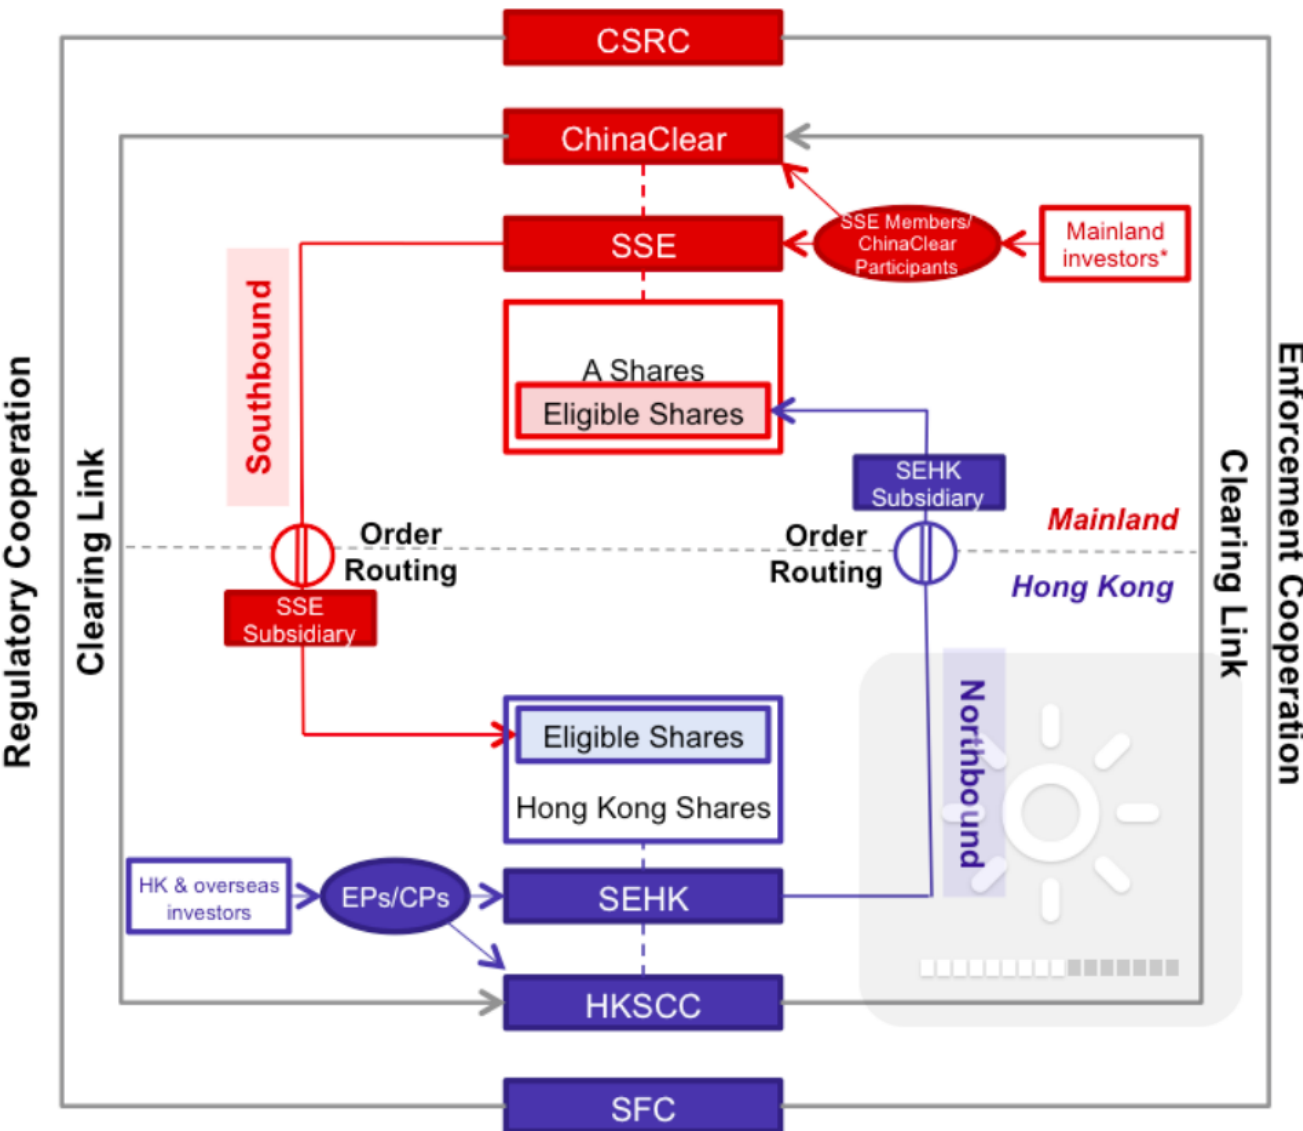 CSRC
ChinaClear
SSE
SSE Members/
ChinaClear
Participants
Mainland
investors*
Southbound
A Shares
Eligible Shares
SEHK
Subsidiary
Regulatory Cooperation
Clearing Link
Order
Routing
Order
Routing
Mainland
Hong Kong
Clearing Link
Enforcement Cooperation
SSE
Subsidiary
Northbound
Eligible Shares
Hong Kong Shares
HK & overseas
investors
EPs/CPs
SEHK
HKSCC
SFC